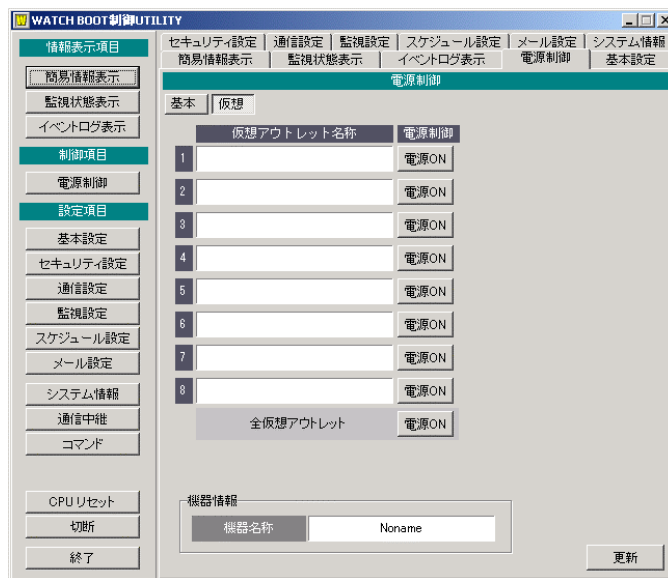 WATCH BOOT制御UTILITY
情報表示項目
簡易情報表示
監視状態表示
イベントログ表示
制御項目
電源制御
設定項目
基本設定
セキュリティ設定
通信設定
監視設定
スケジュール設定
メール設定
システム情報
通信中継
コマンド
CPUリセット
切断
終了
セキュリティ設定 通信設定 監視設定 スケジュール設定 メール設定 システム情報
簡易情報表示 監視状態表示 イベントログ表示 電源制御 基本設定
電源制御
基本 仮想
仮想アウトレット名称 電源制御
1 電源ON
2 電源ON
3 電源ON
4 電源ON
5 電源ON
6 電源ON
7 電源ON
8 電源ON
全仮想アウトレット 電源ON
機器情報
機器名称 Noname
更新